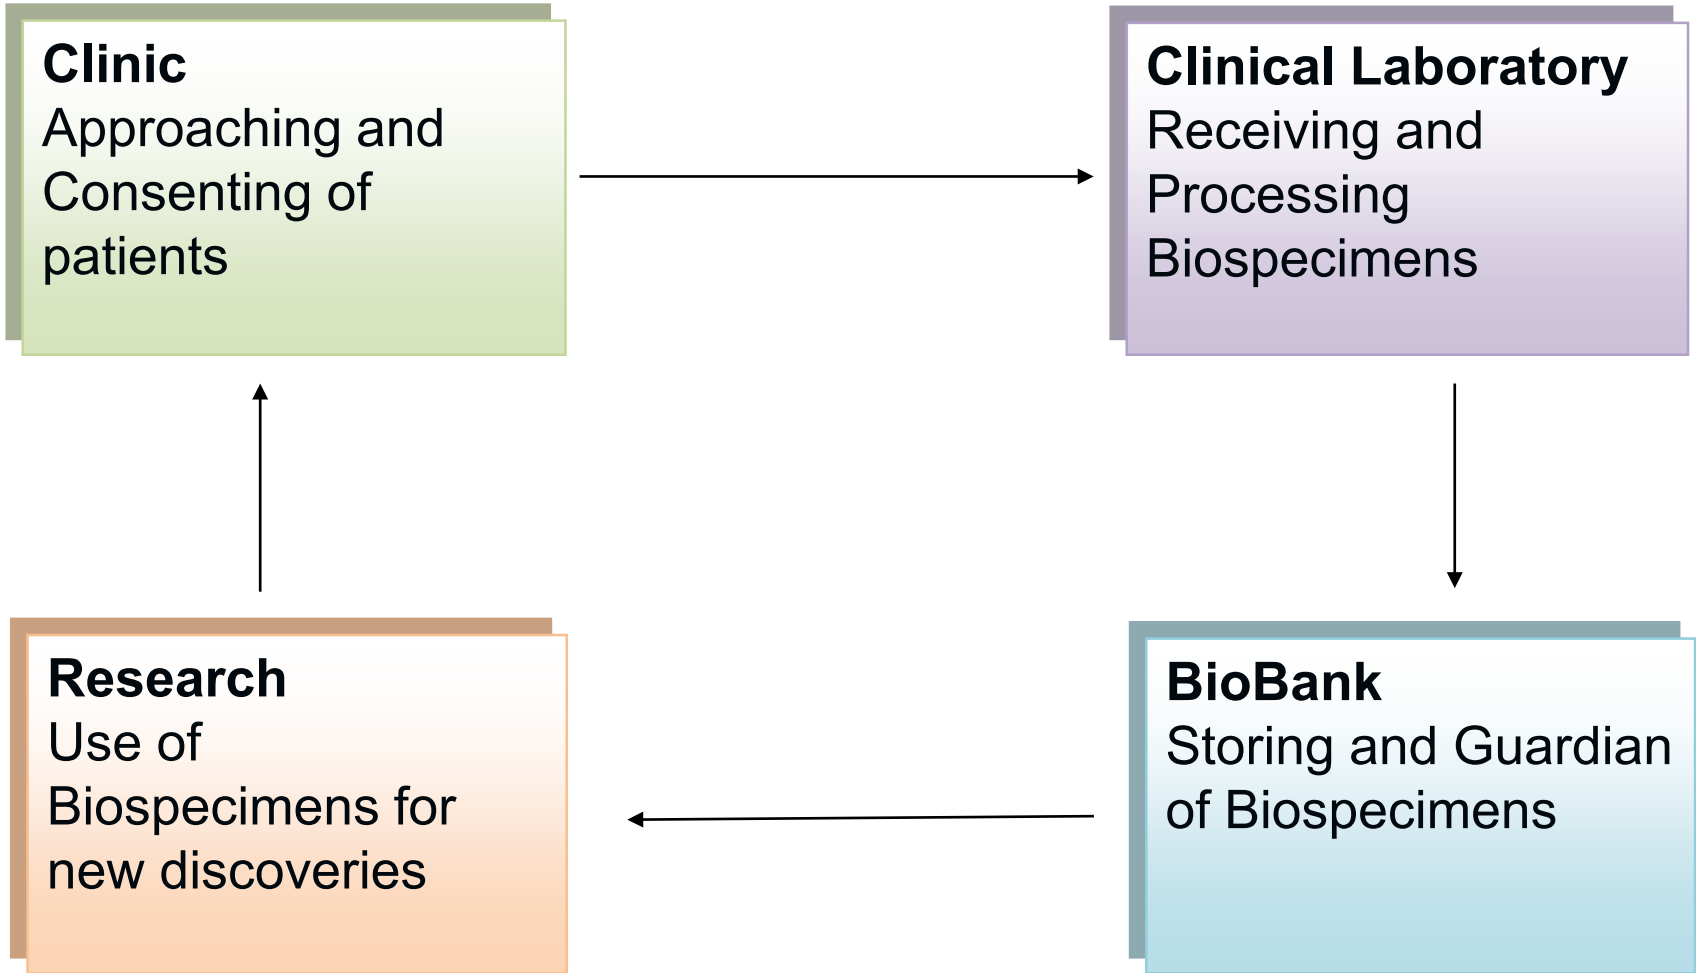 Clinic
Approaching and
Consenting of
patients
Clinical Laboratory
Receiving and
Processing
Biospecimens
Research
Use of
Biospecimens for
new discoveries
BioBank
Storing and Guardian
of Biospecimens